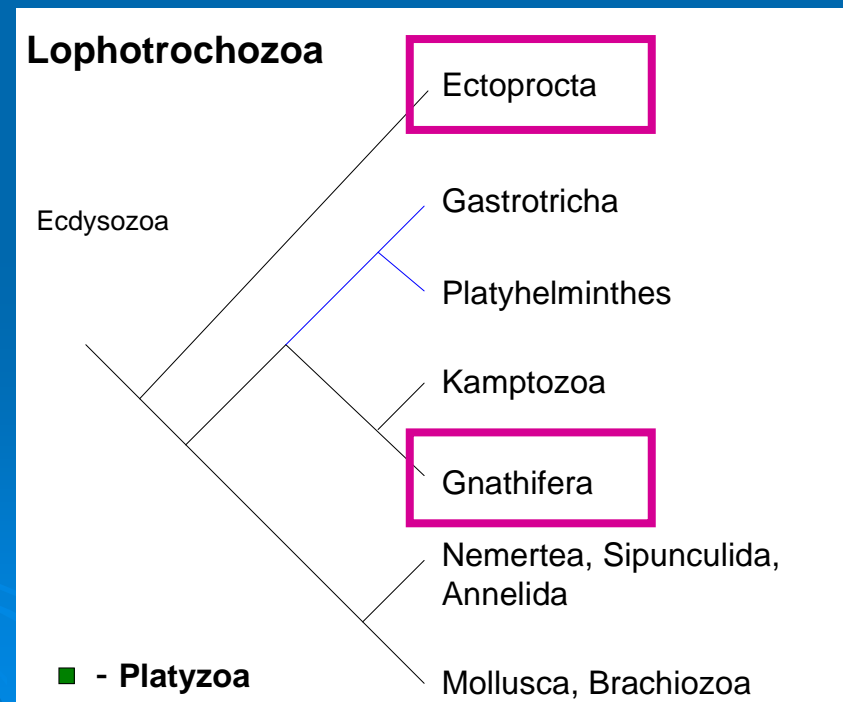 Lophotrochozoa
Ectoprocta
Gastrotricha
Ecdysozoa
Platyhelminthes
Kamptozoa
Gnathifera
Nemertea, Sipunculida,
Annelida
- Platyzoa
Mollusca, Brachiozoa